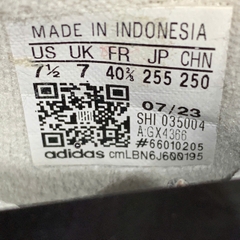 MADE IN INDONESIA
US UK FR JP CHN
7½ 7 40⅔ 255 250
07/23
SHI 035004
A:GX4366
#66010205
adidas cmLBN6J600195